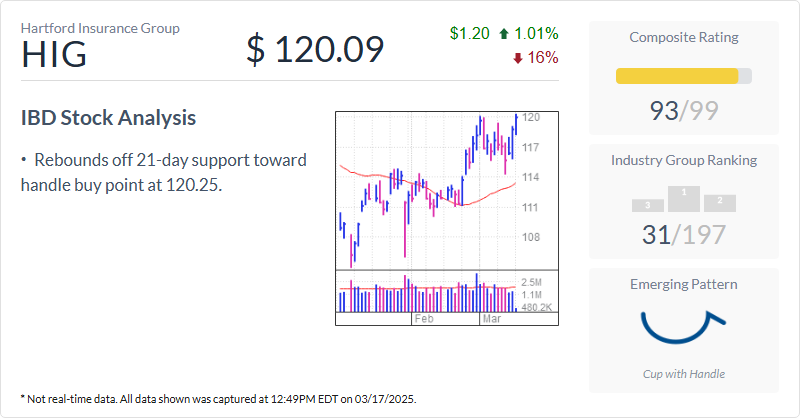 Hartford Insurance Group
HIG
$ 120.09
$1.20 1.01%
16%
IBD Stock Analysis
• Rebounds off 21-day support toward
handle buy point at 120.25.
120
117
114
111
108
2.5M
1.1M
480.2K
Feb
Mar
Composite Rating
93/99
Industry Group Ranking
3
1
2
31/197
Emerging Pattern
Cup with Handle
* Not real-time data. All data shown was captured at 12:49PM EDT on 03/17/2025.